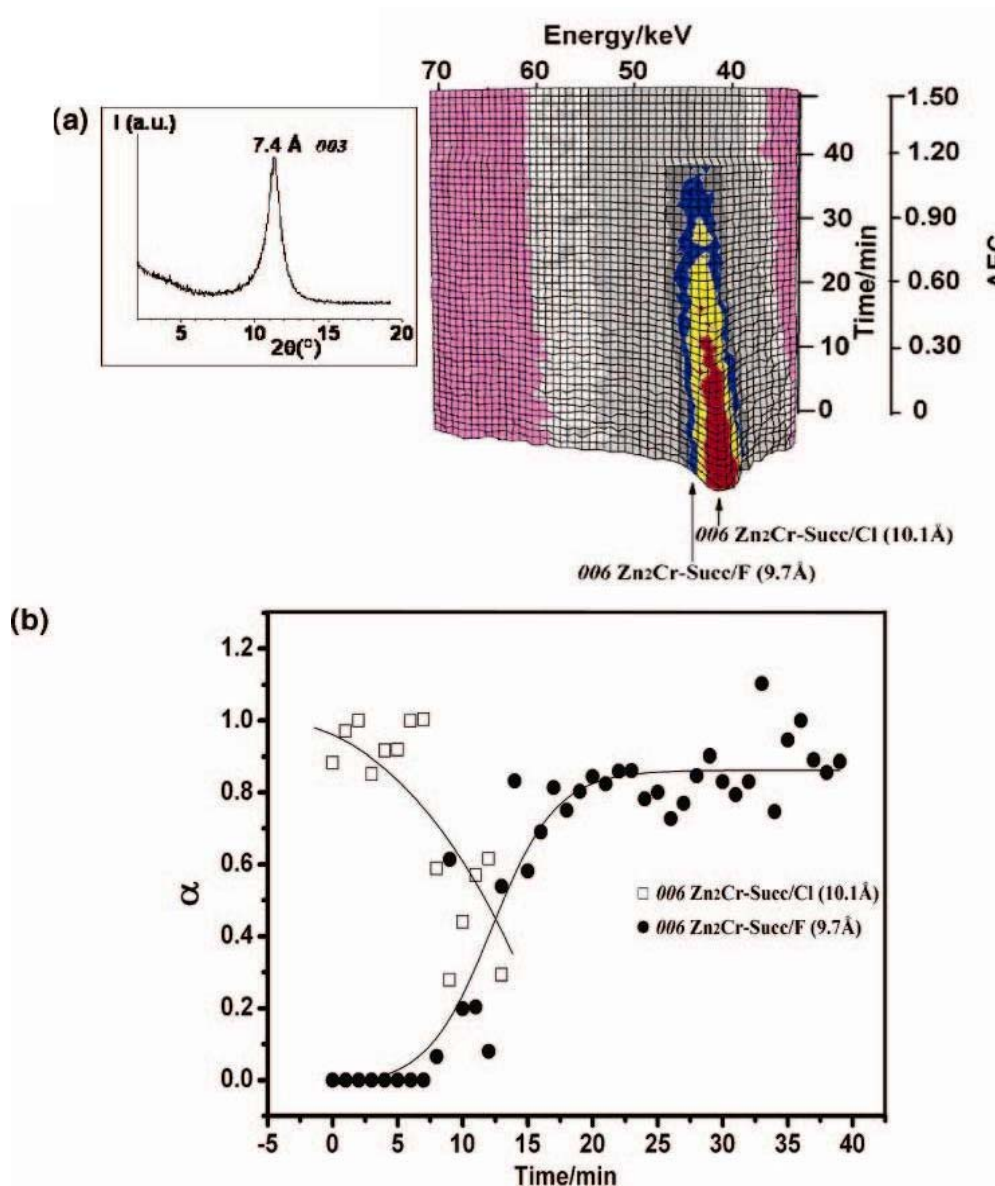 (a)
I (a.u.)
7.4 Å 003
5 10 15 20
2θ(°)
Energy/keV
70 60 50 40
40
30
20
10
0
Time/min
1.50
1.20
0.90
0.60
0.30
0
006 Zn2Cr-Succ/Cl (10.1Å)
006 Zn2Cr-Succ/F (9.7Å)
(b)
α
1.2
1.0
0.8
0.6
0.4
0.2
0.0
□ 006 Zn2Cr-Succ/Cl (10.1Å)
● 006 Zn2Cr-Succ/F (9.7Å)
-5 0 5 10 15 20 25 30 35 40
Time/min